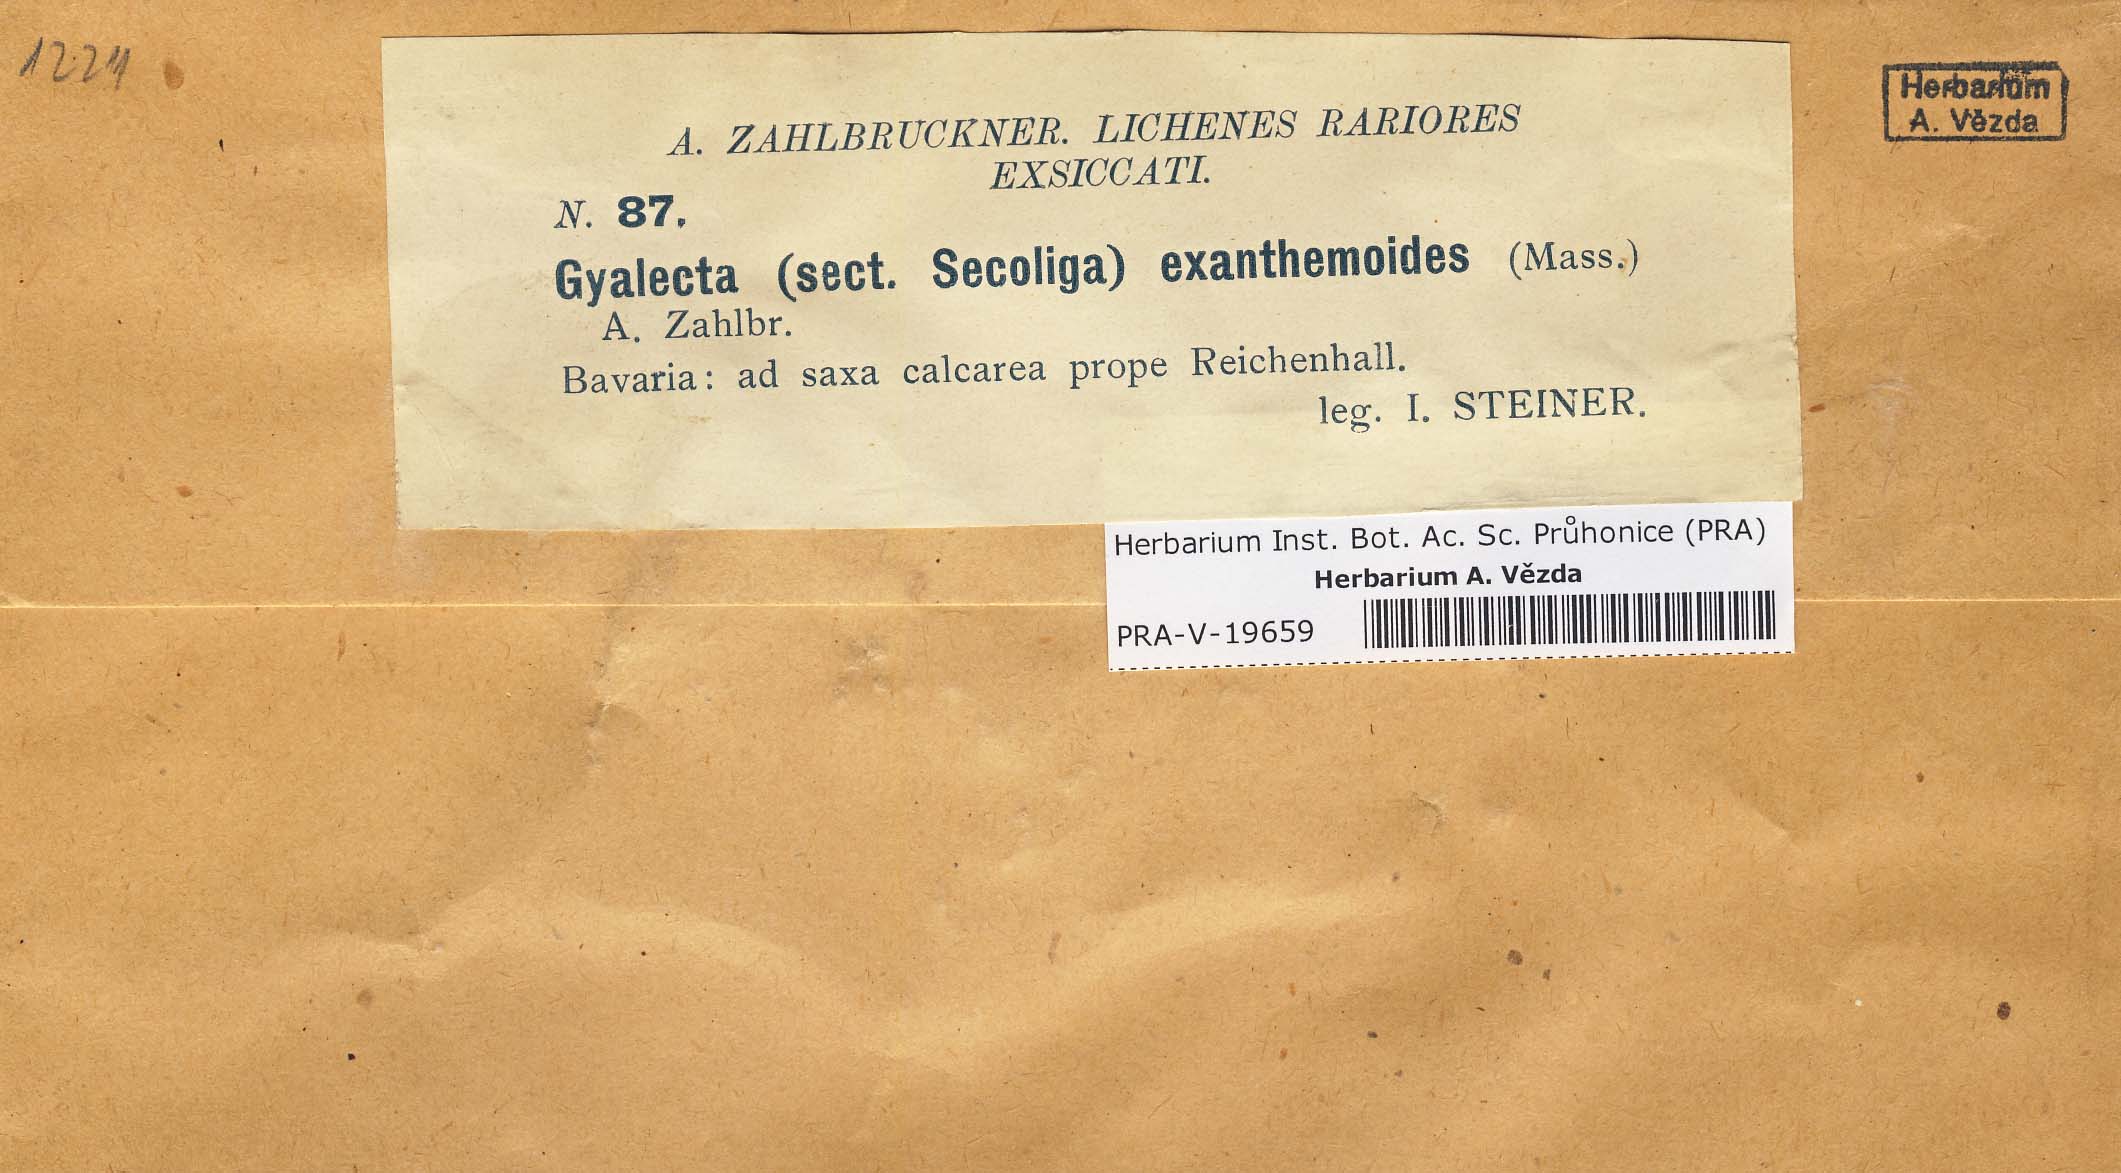 1224
Herbarium
A. Vězda
A. ZAHLBRUCKNER. LICHENES RARIORES
EXSICCATI.
N. 87.
Gyalecta (sect. Secoliga) exanthemoides (Mass.)
A. Zahlbr.
Bavaria: ad saxa calcarea prope Reichenhall.
leg. I. STEINER.
Herbarium Inst. Bot. Ac. Sc. Průhonice (PRA)
Herbarium A. Vězda
PRA-V-19659